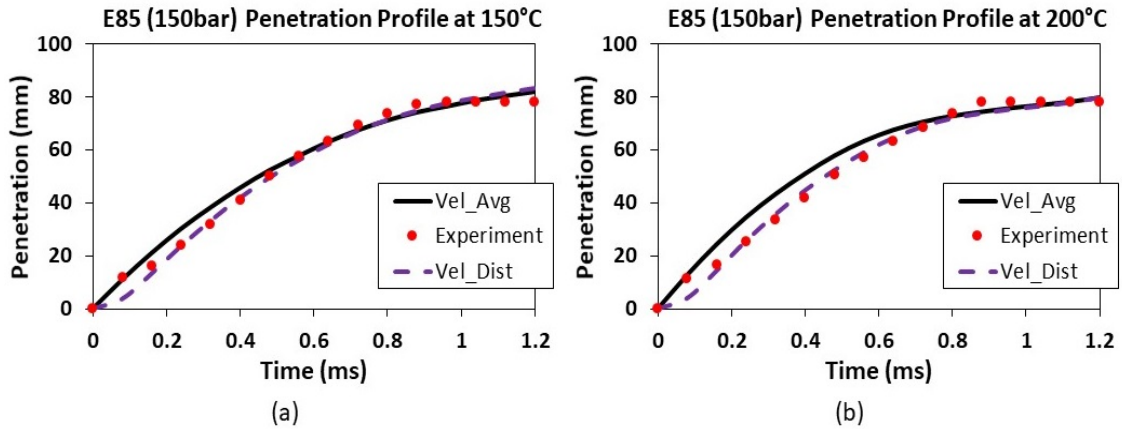 E85 (150bar) Penetration Profile at 150°C
100
80
60
40
20
0
Penetration (mm)
0 0.2 0.4 0.6 0.8 1 1.2
Time (ms)
Vel_Avg
Experiment
Vel_Dist
(a)
E85 (150bar) Penetration Profile at 200°C
100
80
60
40
20
0
Penetration (mm)
0 0.2 0.4 0.6 0.8 1 1.2
Time (ms)
Vel_Avg
Experiment
Vel_Dist
(b)